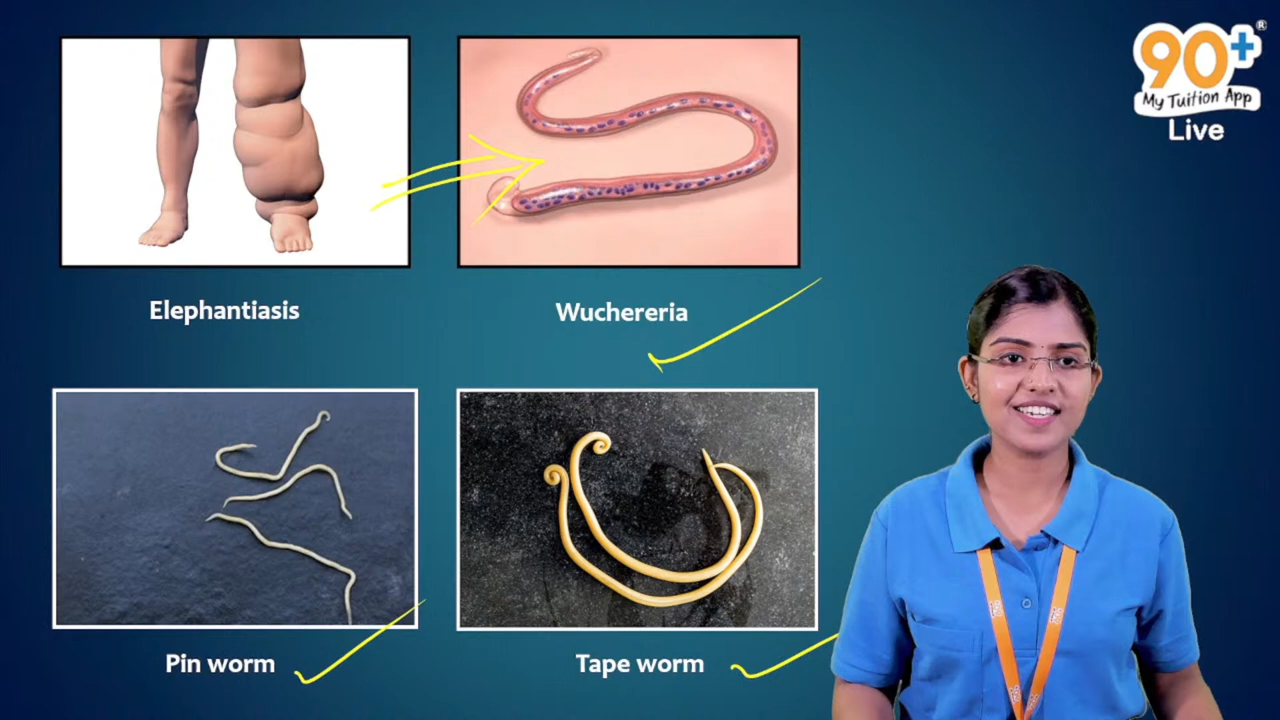 90+
My Tuition App
Live
Elephantiasis
Wuchereria
Pin worm
Tape worm